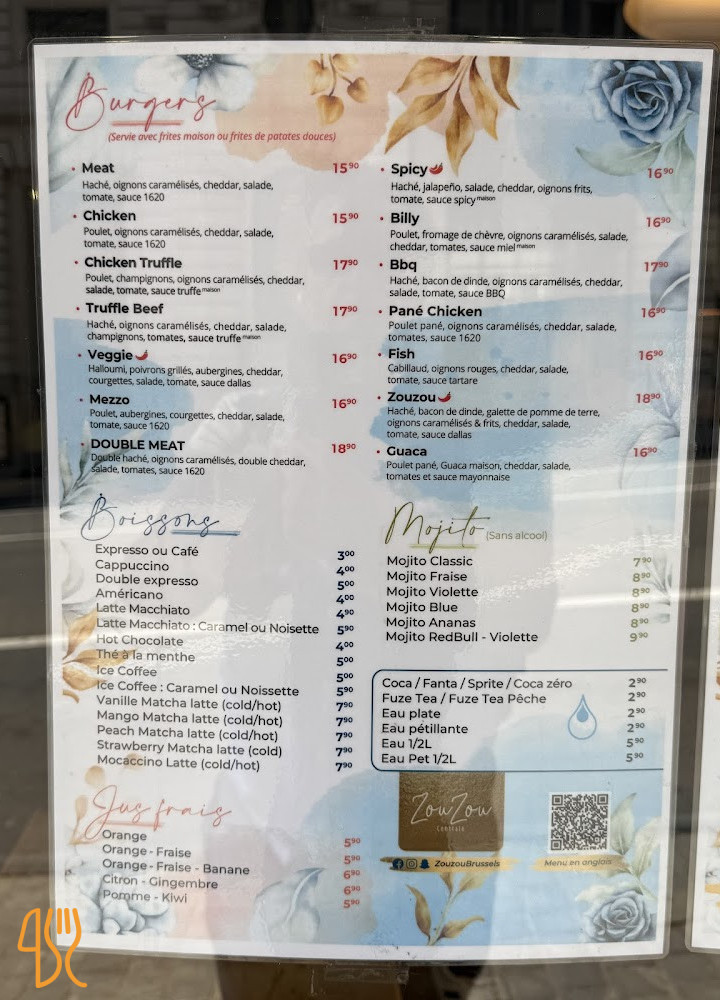 Burgers
(Servie avec frites maison ou frites de patates douces)
• Meat 15⁹⁰
Haché, oignons caramélisés, cheddar, salade,
tomate, sauce 1620
• Chicken 15⁹⁰
Poulet, oignons caramélisés, cheddar, salade,
tomate, sauce 1620
• Chicken Truffle 17⁹⁰
Poulet, champignons, oignons caramélisés, cheddar,
salade, tomate, sauce truffe maison
• Truffle Beef 17⁹⁰
Haché, oignons caramélisés, cheddar, salade,
champignons, tomates, sauce truffe maison
• Veggie 16⁹⁰
Halloumi, poivrons grillés, aubergines, cheddar,
courgettes, salade, tomate, sauce dallas
• Mezzo 16⁹⁰
Poulet, aubergines, courgettes, cheddar, salade,
tomate, sauce 1620
• DOUBLE MEAT 18⁹⁰
Double haché, oignons caramélisés, double cheddar,
salade, tomates, sauce 1620
• Spicy 16⁹⁰
Haché, jalapeño, salade, cheddar, oignons frits,
tomate, sauce spicy maison
• Billy 16⁹⁰
Poulet, fromage de chèvre, oignons caramélisés, salade,
cheddar, tomates, sauce miel maison
• Bbq 17⁹⁰
Haché, bacon de dinde, oignons caramélisés, cheddar,
salade, tomate, sauce BBQ
• Pané Chicken 16⁹⁰
Poulet pané, oignons caramélisés, cheddar, salade,
tomates, sauce 1620
• Fish 16⁹⁰
Cabillaud, oignons rouges, cheddar, salade,
tomate, sauce tartare
• Zouzou 18⁹⁰
Haché, bacon de dinde, galette de pomme de terre,
oignons caramélisés & frits, cheddar, salade,
tomate, sauce dallas
• Guaca 16⁹⁰
Poulet pané, Guaca maison, cheddar, salade,
tomates et sauce mayonnaise
Boissons
Expresso ou Café 3⁰⁰
Cappuccino 4⁰⁰
Double expresso 5⁰⁰
Américano 4⁰⁰
Latte Macchiato 4⁹⁰
Latte Macchiato : Caramel ou Noisette 5⁹⁰
Hot Chocolate 4⁰⁰
Thé à la menthe 5⁰⁰
Ice Coffee 5⁰⁰
Ice Coffee : Caramel ou Noissette 5⁹⁰
Vanille Matcha latte (cold/hot) 7⁹⁰
Mango Matcha latte (cold/hot) 7⁹⁰
Peach Matcha latte (cold/hot) 7⁹⁰
Strawberry Matcha latte (cold) 7⁹⁰
Mocaccino Latte (cold/hot) 7⁹⁰
Mojito (Sans alcool)
Mojito Classic 7⁹⁰
Mojito Fraise 8⁹⁰
Mojito Violette 8⁹⁰
Mojito Blue 8⁹⁰
Mojito Ananas 8⁹⁰
Mojito RedBull - Violette 9⁹⁰
Coca / Fanta / Sprite / Coca zéro 2⁹⁰
Fuze Tea / Fuze Tea Pêche 2⁹⁰
Eau plate 2⁹⁰
Eau pétillante 2⁹⁰
Eau 1/2L 5⁹⁰
Eau Pet 1/2L 5⁹⁰
Jus frais
Orange 5⁹⁰
Orange - Fraise 5⁹⁰
Orange - Fraise - Banane 6⁹⁰
Citron - Gingembre 6⁹⁰
Pomme - Kiwi 5⁹⁰
ZouZou
ZouzouBrussels
Menu en anglais